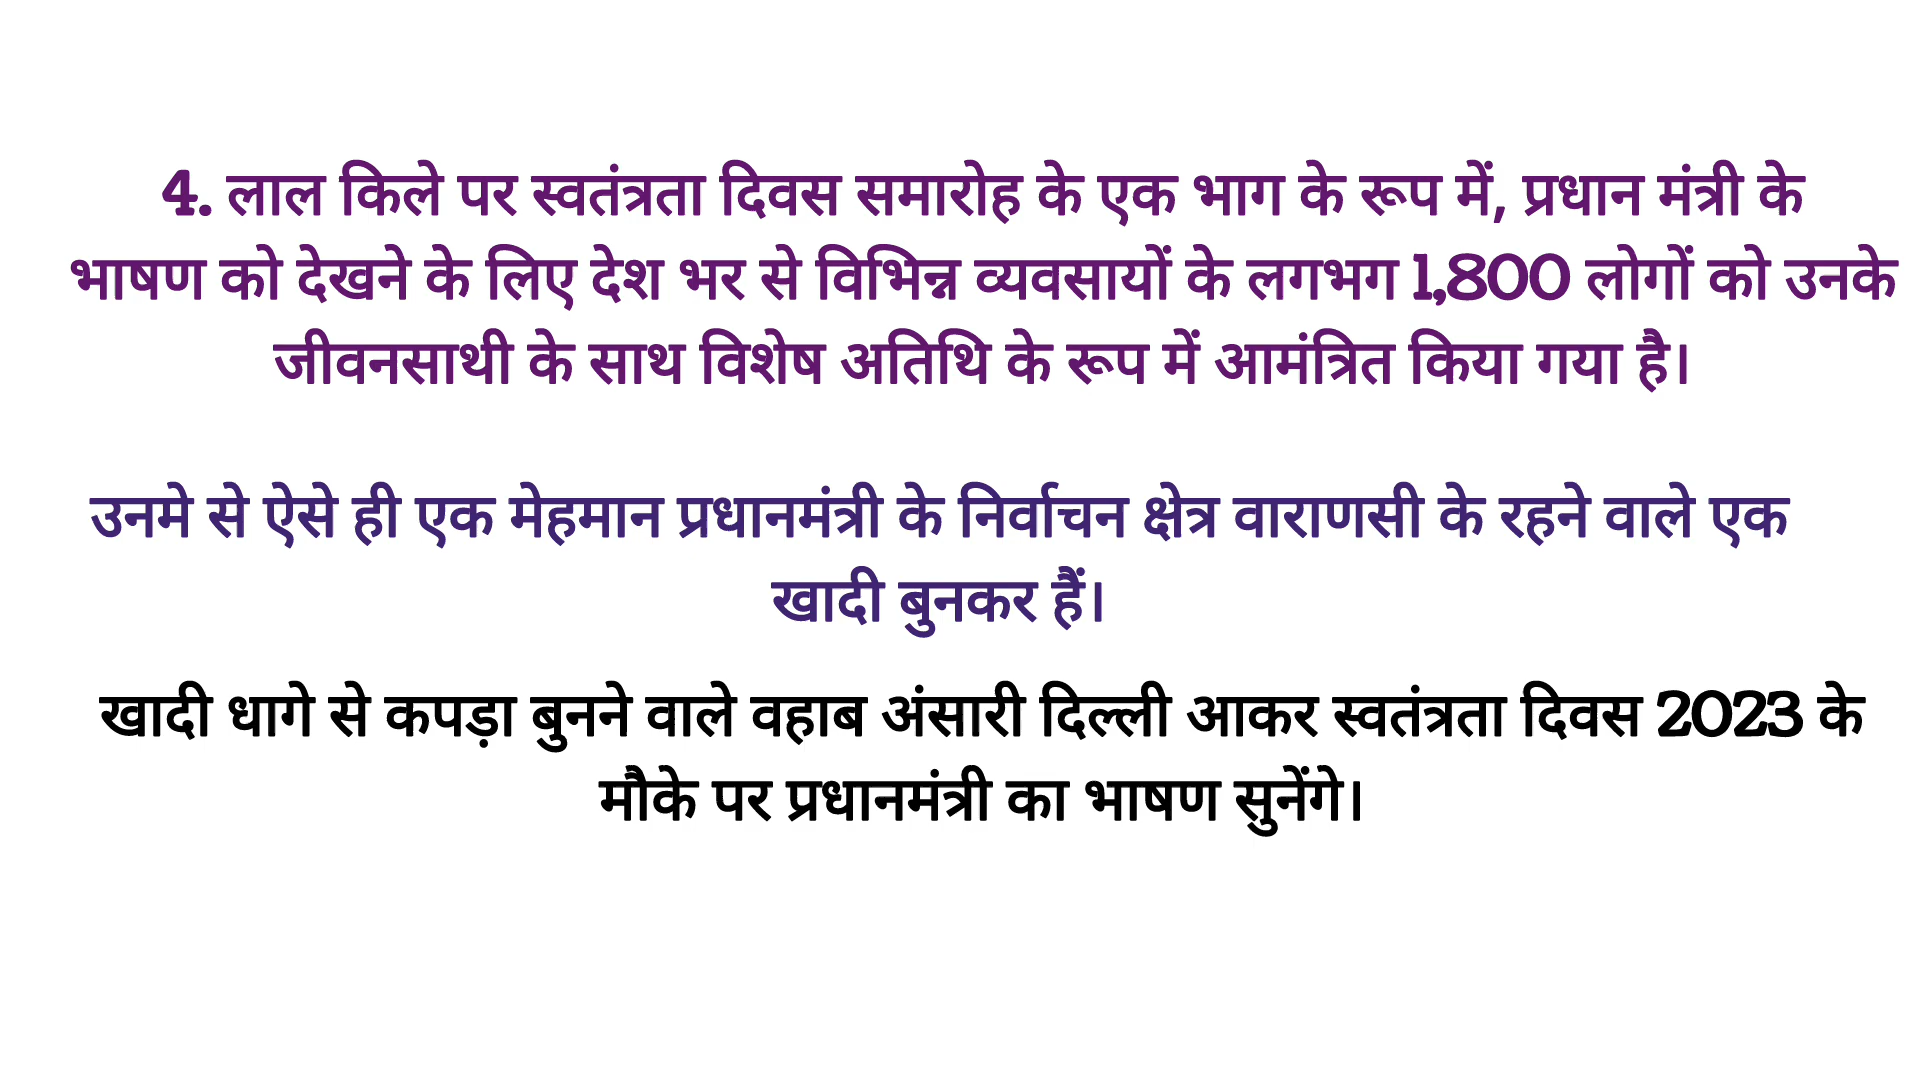 4. लाल किले पर स्वतंत्रता दिवस समारोह के एक भाग के रूप में, प्रधान मंत्री के
भाषण को देखने के लिए देश भर से विभिन्न व्यवसायों के लगभग 1,800 लोगों को उनके
जीवनसाथी के साथ विशेष अतिथि के रूप में आमंत्रित किया गया है।
उनमे से ऐसे ही एक मेहमान प्रधानमंत्री के निर्वाचन क्षेत्र वाराणसी के रहने वाले एक
खादी बुनकर हैं।
खादी धागे से कपड़ा बुनने वाले वहाब अंसारी दिल्ली आकर स्वतंत्रता दिवस 2023 के
मौके पर प्रधानमंत्री का भाषण सुनेंगे।